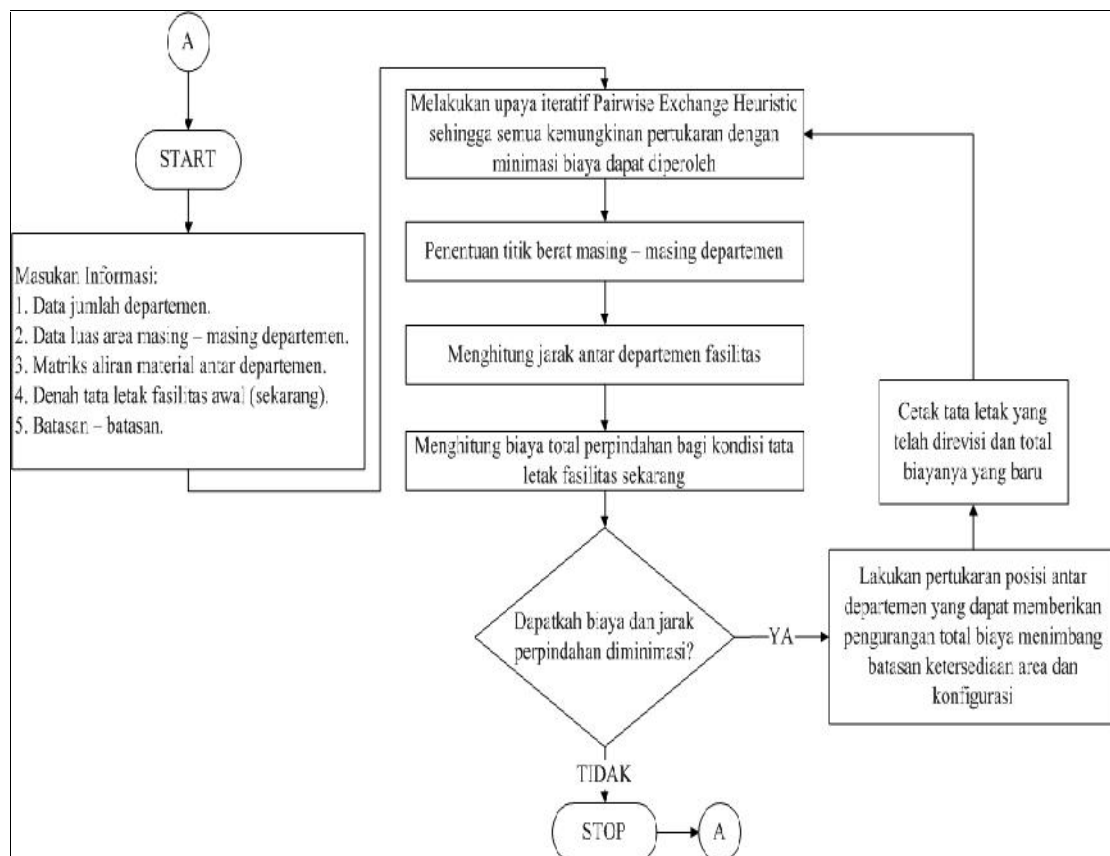 A
START
Masukan Informasi:
1. Data jumlah departemen.
2. Data luas area masing – masing departemen.
3. Matriks aliran material antar departemen.
4. Denah tata letak fasilitas awal (sekarang).
5. Batasan – batasan.
Melakukan upaya iteratif Pairwise Exchange Heuristic
sehingga semua kemungkinan pertukaran dengan
minimasi biaya dapat diperoleh
Penentuan titik berat masing – masing departemen
Menghitung jarak antar departemen fasilitas
Menghitung biaya total perpindahan bagi kondisi tata
letak fasilitas sekarang
Dapatkah biaya dan jarak
perpindahan diminimasi?
YA
Lakukan pertukaran posisi antar
departemen yang dapat memberikan
pengurangan total biaya menimbang
batasan ketersediaan area dan
konfigurasi
Cetak tata letak yang
telah direvisi dan total
biayanya yang baru
TIDAK
STOP
A